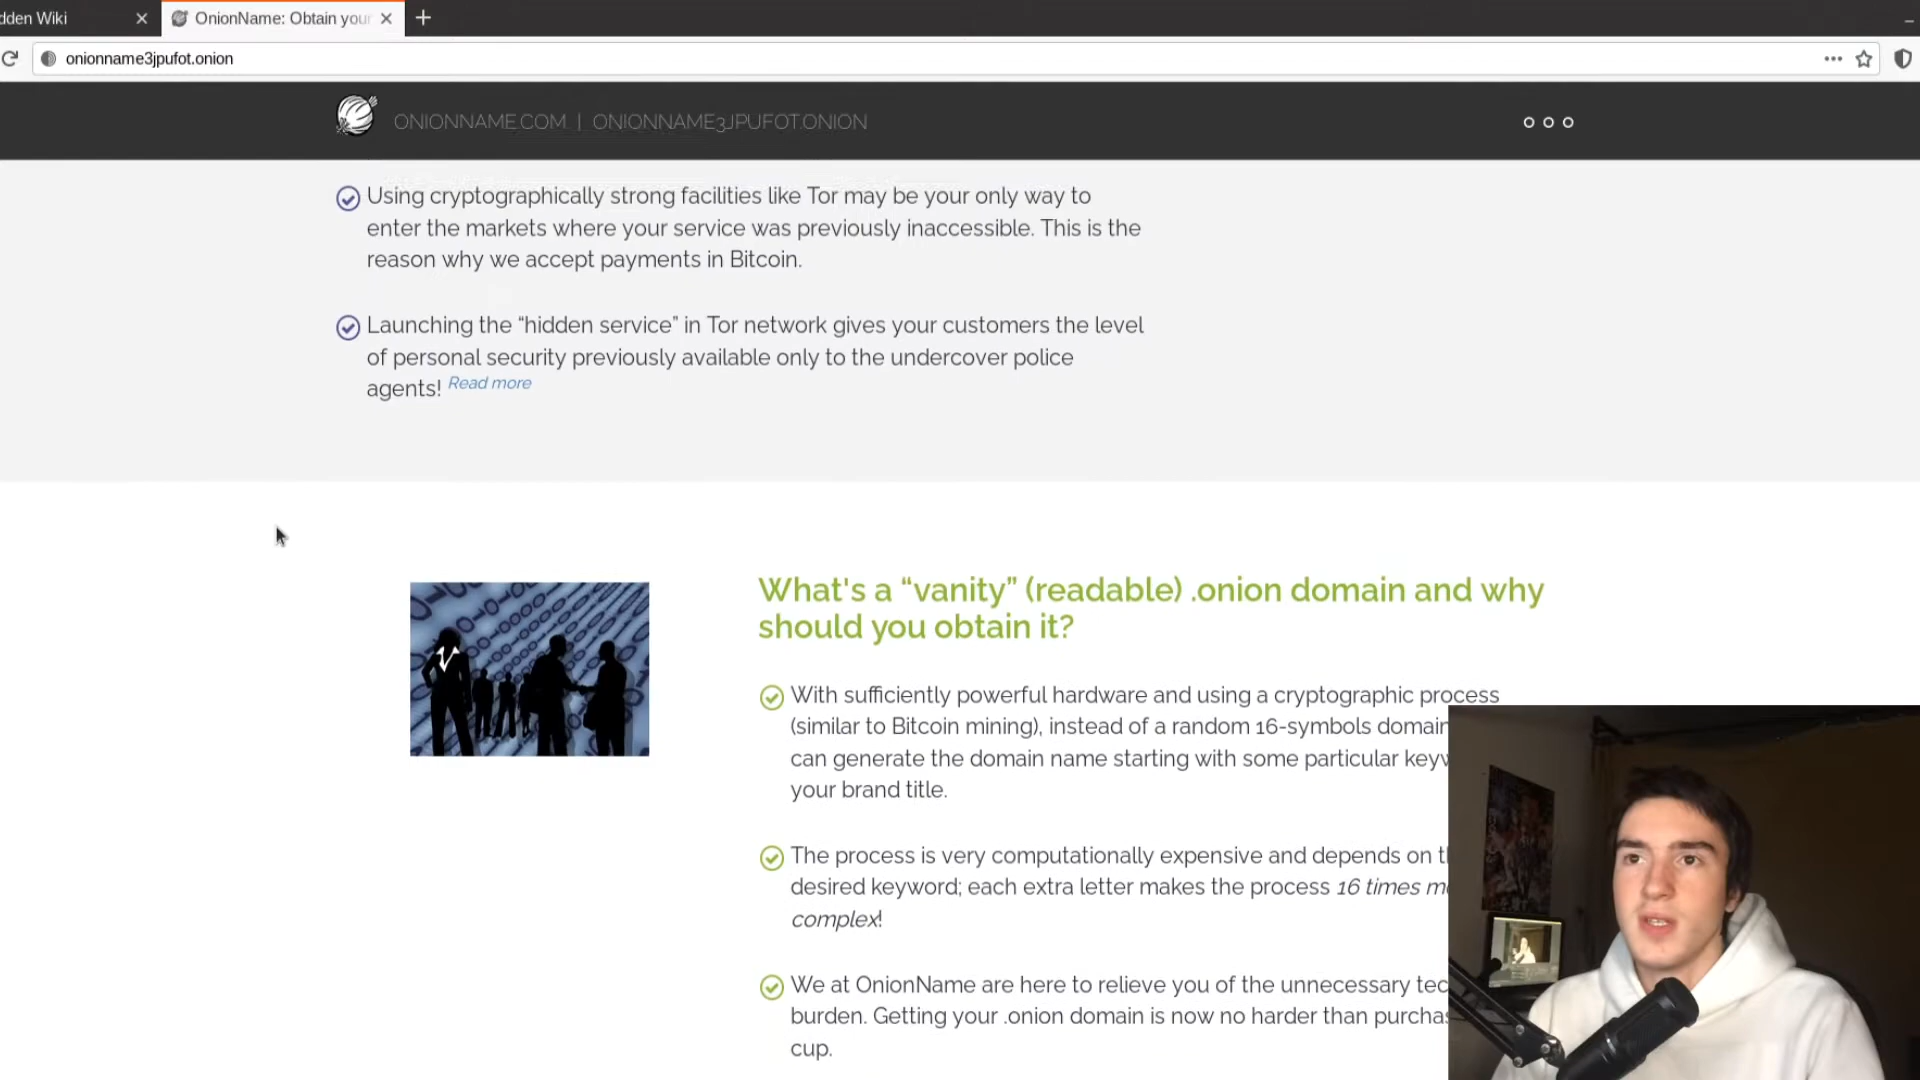 dden Wiki
OnionName: Obtain your
onionname3jpufot.onion
ONIONNAME.COM | ONIONNAME3JPUFOT.ONION
Using cryptographically strong facilities like Tor may be your only way to
enter the markets where your service was previously inaccessible. This is the
reason why we accept payments in Bitcoin.
Launching the “hidden service” in Tor network gives your customers the level
of personal security previously available only to the undercover police
agents! Read more
What's a “vanity” (readable) .onion domain and why
should you obtain it?
With sufficiently powerful hardware and using a cryptographic process
(similar to Bitcoin mining), instead of a random 16-symbols domain
can generate the domain name starting with some particular keyw
your brand title.
The process is very computationally expensive and depends on th
desired keyword; each extra letter makes the process 16 times mo
complex!
We at OnionName are here to relieve you of the unnecessary tec
burden. Getting your .onion domain is now no harder than purchas
cup.